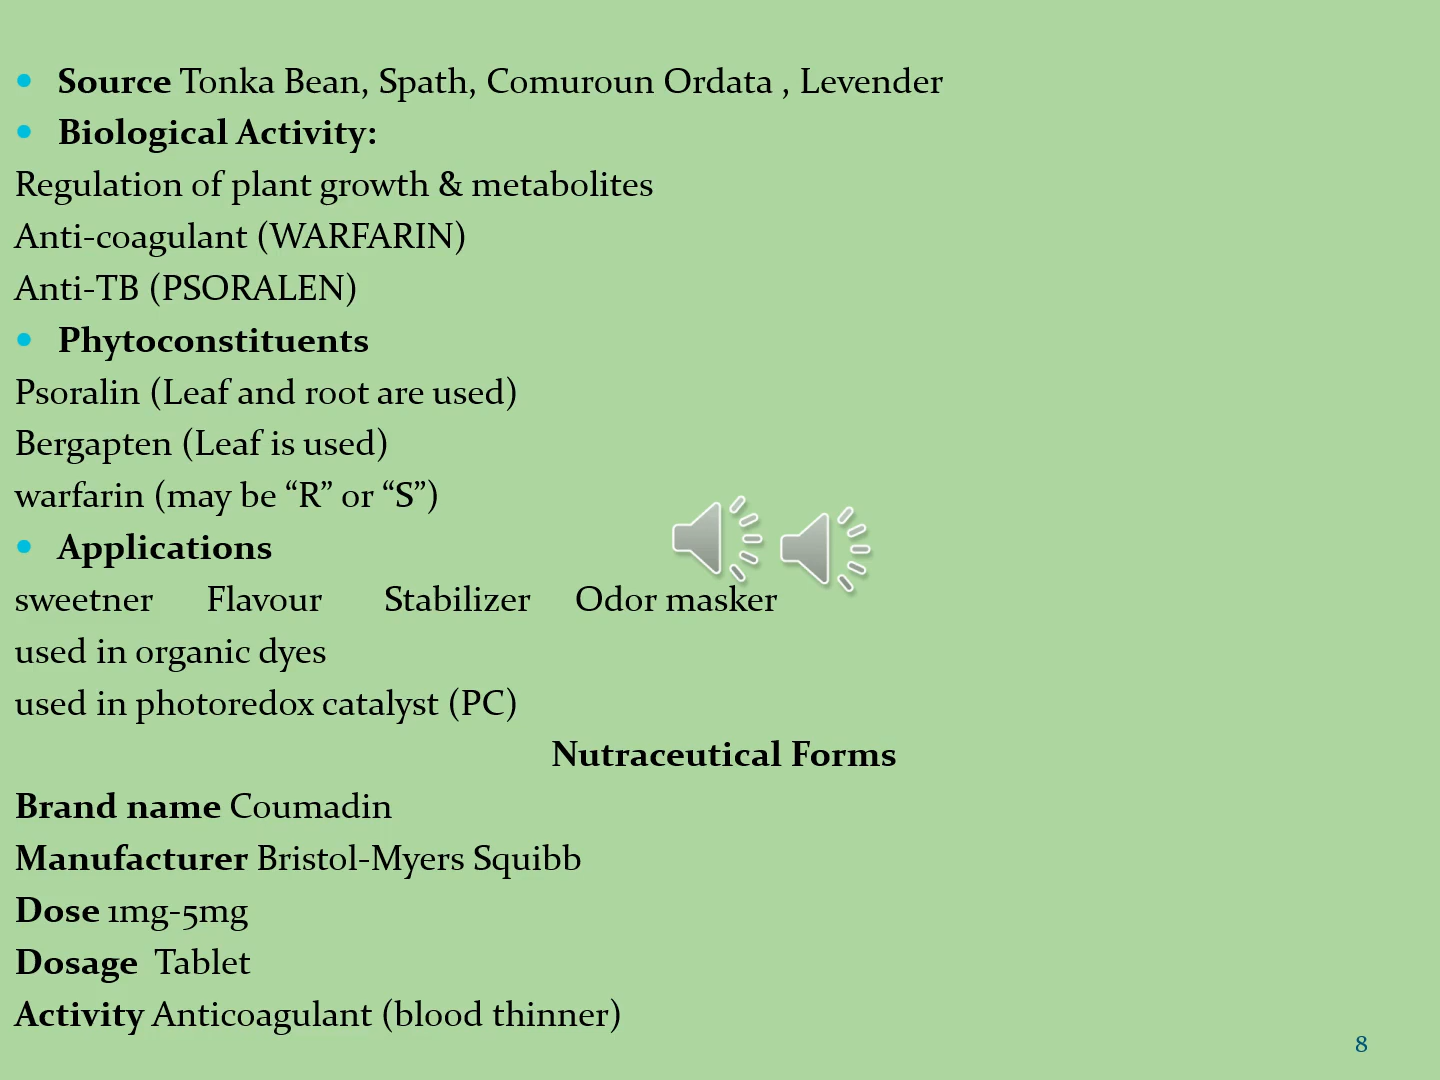 • Source Tonka Bean, Spath, Comuroun Ordata , Levender
• Biological Activity:
Regulation of plant growth & metabolites
Anti-coagulant (WARFARIN)
Anti-TB (PSORALEN)
• Phytoconstituents
Psoralin (Leaf and root are used)
Bergapten (Leaf is used)
warfarin (may be “R” or “S”)
• Applications
sweetner Flavour Stabilizer Odor masker
used in organic dyes
used in photoredox catalyst (PC)
Nutraceutical Forms
Brand name Coumadin
Manufacturer Bristol-Myers Squibb
Dose 1mg-5mg
Dosage Tablet
Activity Anticoagulant (blood thinner)
8